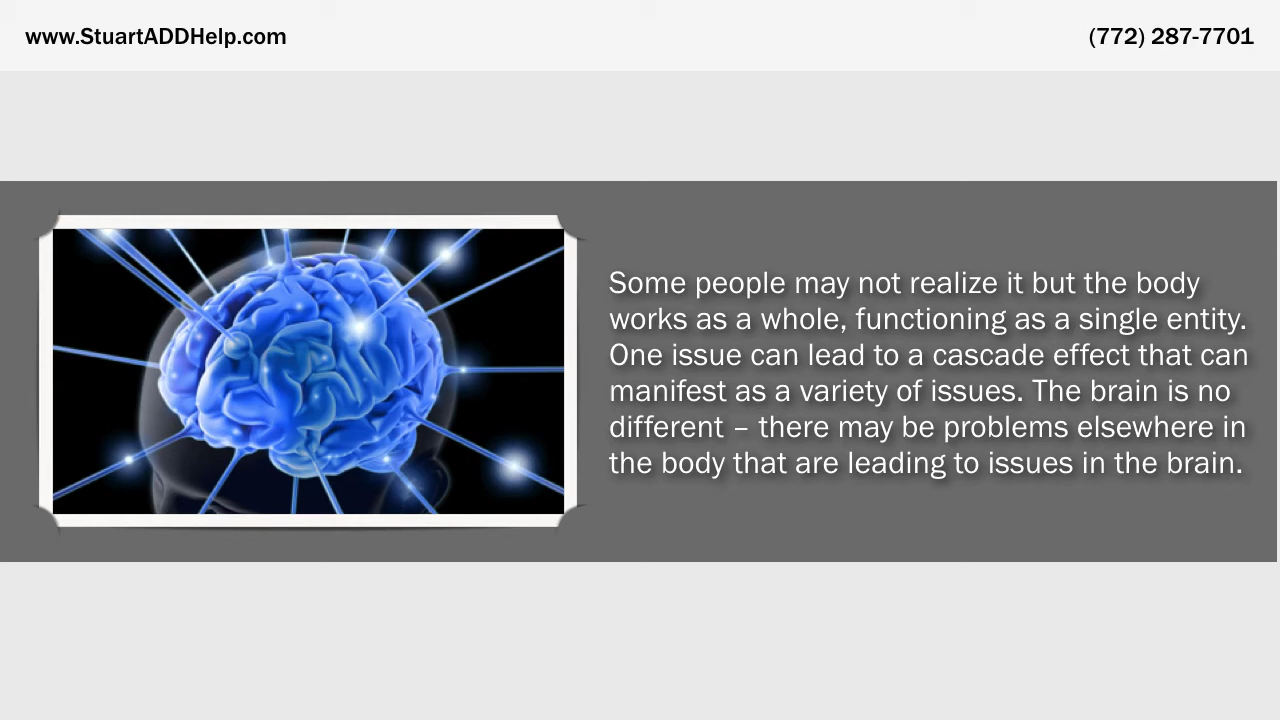 www.StuartADDHelp.com
(772) 287-7701
Some people may not realize it but the body
works as a whole, functioning as a single entity.
One issue can lead to a cascade effect that can
manifest as a variety of issues. The brain is no
different – there may be problems elsewhere in
the body that are leading to issues in the brain.